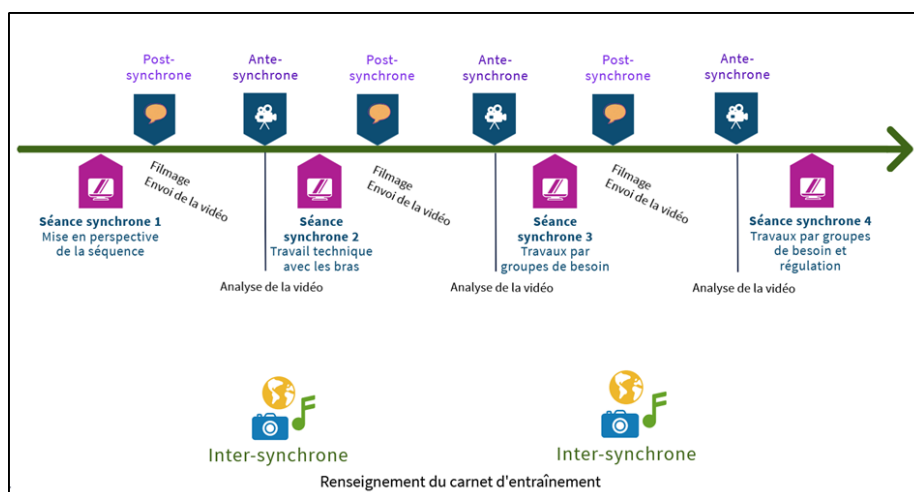 Post-
synchrone
Ante-
synchrone
Post-
synchrone
Ante-
synchrone
Post-
synchrone
Ante-
synchrone
Filmage
Envoi de la vidéo
Filmage
Envoi de la vidéo
Filmage
Envoi de la vidéo
Séance synchrone 1
Mise en perspective
de la séquence
Séance
synchrone 2
Travail technique
avec les bras
Séance
synchrone 3
Travaux par
groupes de besoin
Séance synchrone 4
Travaux par groupes
de besoin et
régulation
Analyse de la vidéo
Analyse de la vidéo
Analyse de la vidéo
Inter-synchrone
Inter-synchrone
Renseignement du carnet d'entraînement